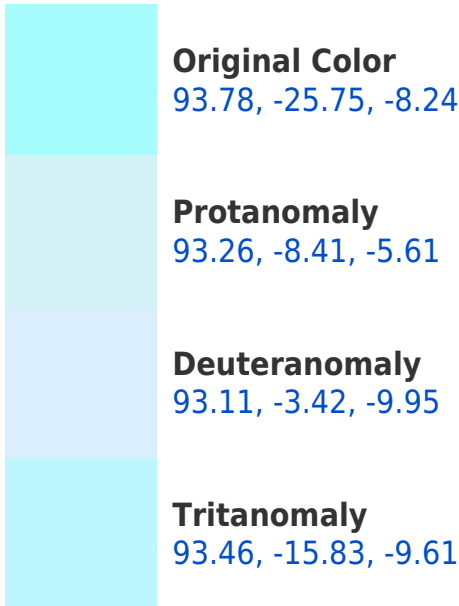 Original Color
93.78, -25.75, -8.24
Protanomaly
93.26, -8.41, -5.61
Deuteranomaly
93.11, -3.42, -9.95
Tritanomaly
93.46, -15.83, -9.61